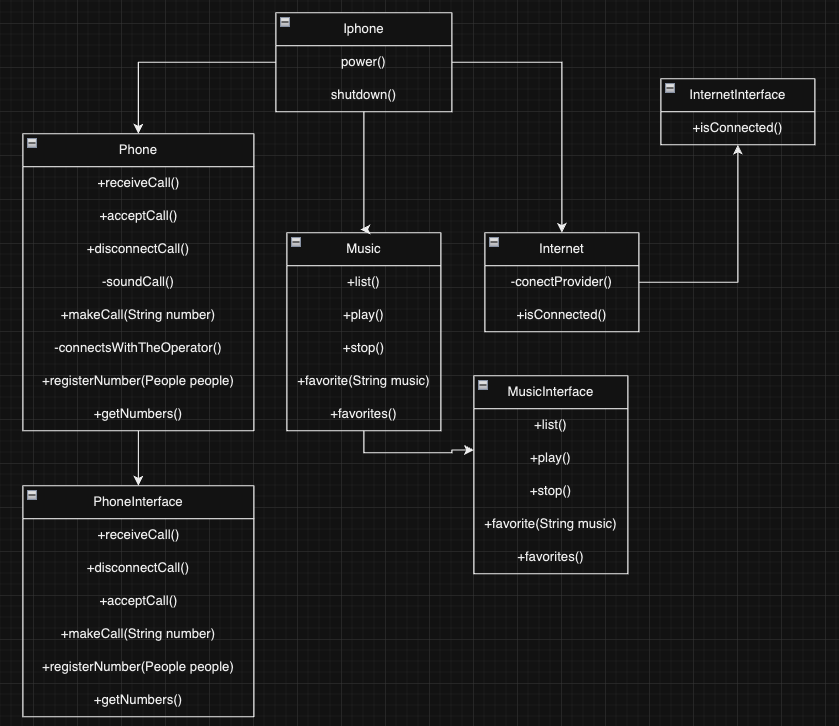 Iphone
power()
shutdown()
InternetInterface
+isConnected()
Phone
+receiveCall()
+acceptCall()
+disconnectCall()
-soundCall()
+makeCall(String number)
-connectsWithTheOperator()
+registerNumber(People people)
+getNumbers()
Music
+list()
+play()
+stop()
+favorite(String music)
+favorites()
Internet
-conectProvider()
+isConnected()
MusicInterface
+list()
+play()
+stop()
+favorite(String music)
+favorites()
PhoneInterface
+receiveCall()
+disconnectCall()
+acceptCall()
+makeCall(String number)
+registerNumber(People people)
+getNumbers()